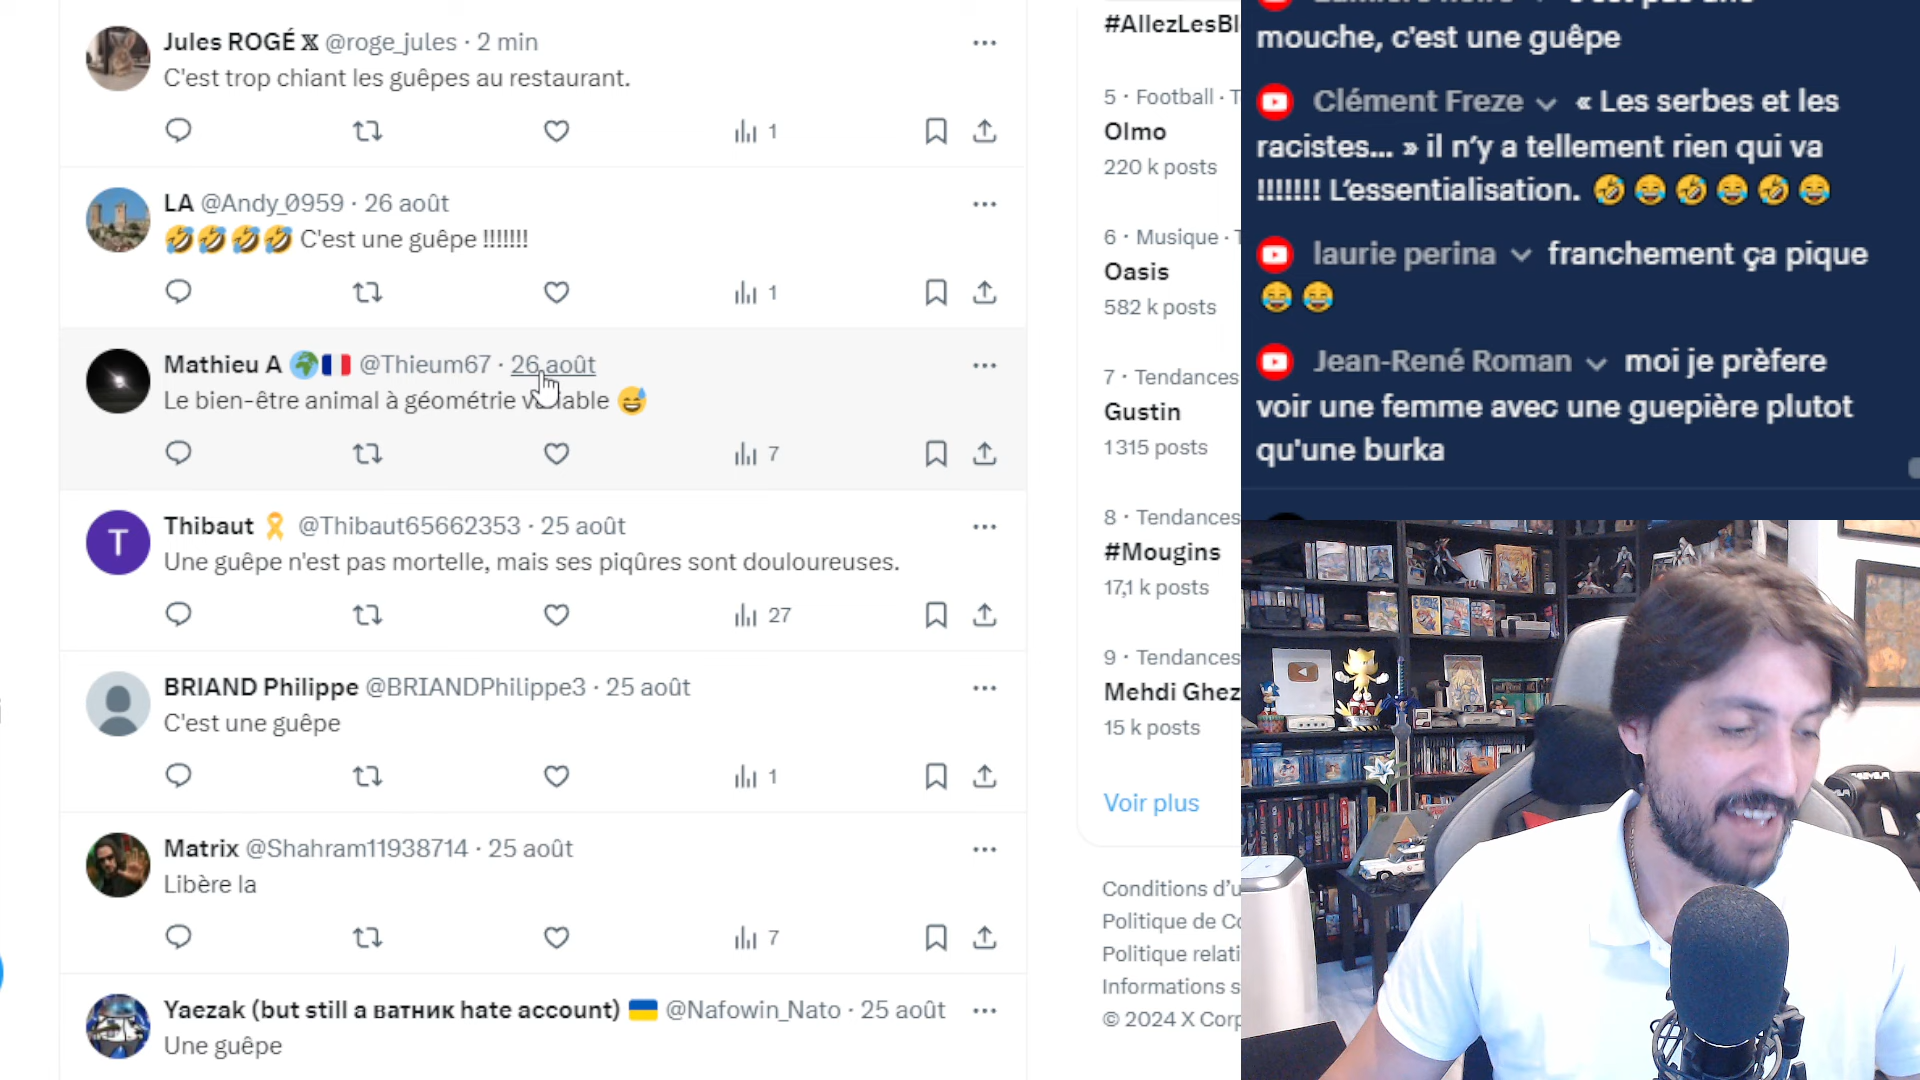 Jules ROGÉ 𝕏 @roge_jules · 2 min
C'est trop chiant les guêpes au restaurant.
1
LA @Andy_0959 · 26 août
🤣🤣🤣🤣 C'est une guêpe !!!!!!!
1
Mathieu A 🌍🇫🇷 @Thieum67 · 26 août
Le bien-être animal à géométrie variable 😅
7
Thibaut 🎗️ @Thibaut65662353 · 25 août
Une guêpe n'est pas mortelle, mais ses piqûres sont douloureuses.
27
BRIAND Philippe @BRIANDPhilippe3 · 25 août
C'est une guêpe
1
Matrix @Shahram11938714 · 25 août
Libère la
7
Yaezak (but still a ватник hate account) 🇺🇦 @Nafowin_Nato · 25 août
Une guêpe
#AllezLesBl
5 · Football · T
Olmo
220 k posts
6 · Musique · T
Oasis
582 k posts
7 · Tendances
Gustin
1 315 posts
8 · Tendances
#Mougins
17,1 k posts
9 · Tendances
Mehdi Ghez
15 k posts
Voir plus
Conditions d'u
Politique de Co
Politique relati
Informations s
© 2024 X Corp
mouche, c'est une guêpe
Clément Freze « Les serbes et les
racistes... » il n'y a tellement rien qui va
!!!!!!! L'essentialisation. 🤣😂🤣😂🤣😂
laurie perina franchement ça pique
😂😂
Jean-René Roman moi je prèfere
voir une femme avec une guepière plutot
qu'une burka
T